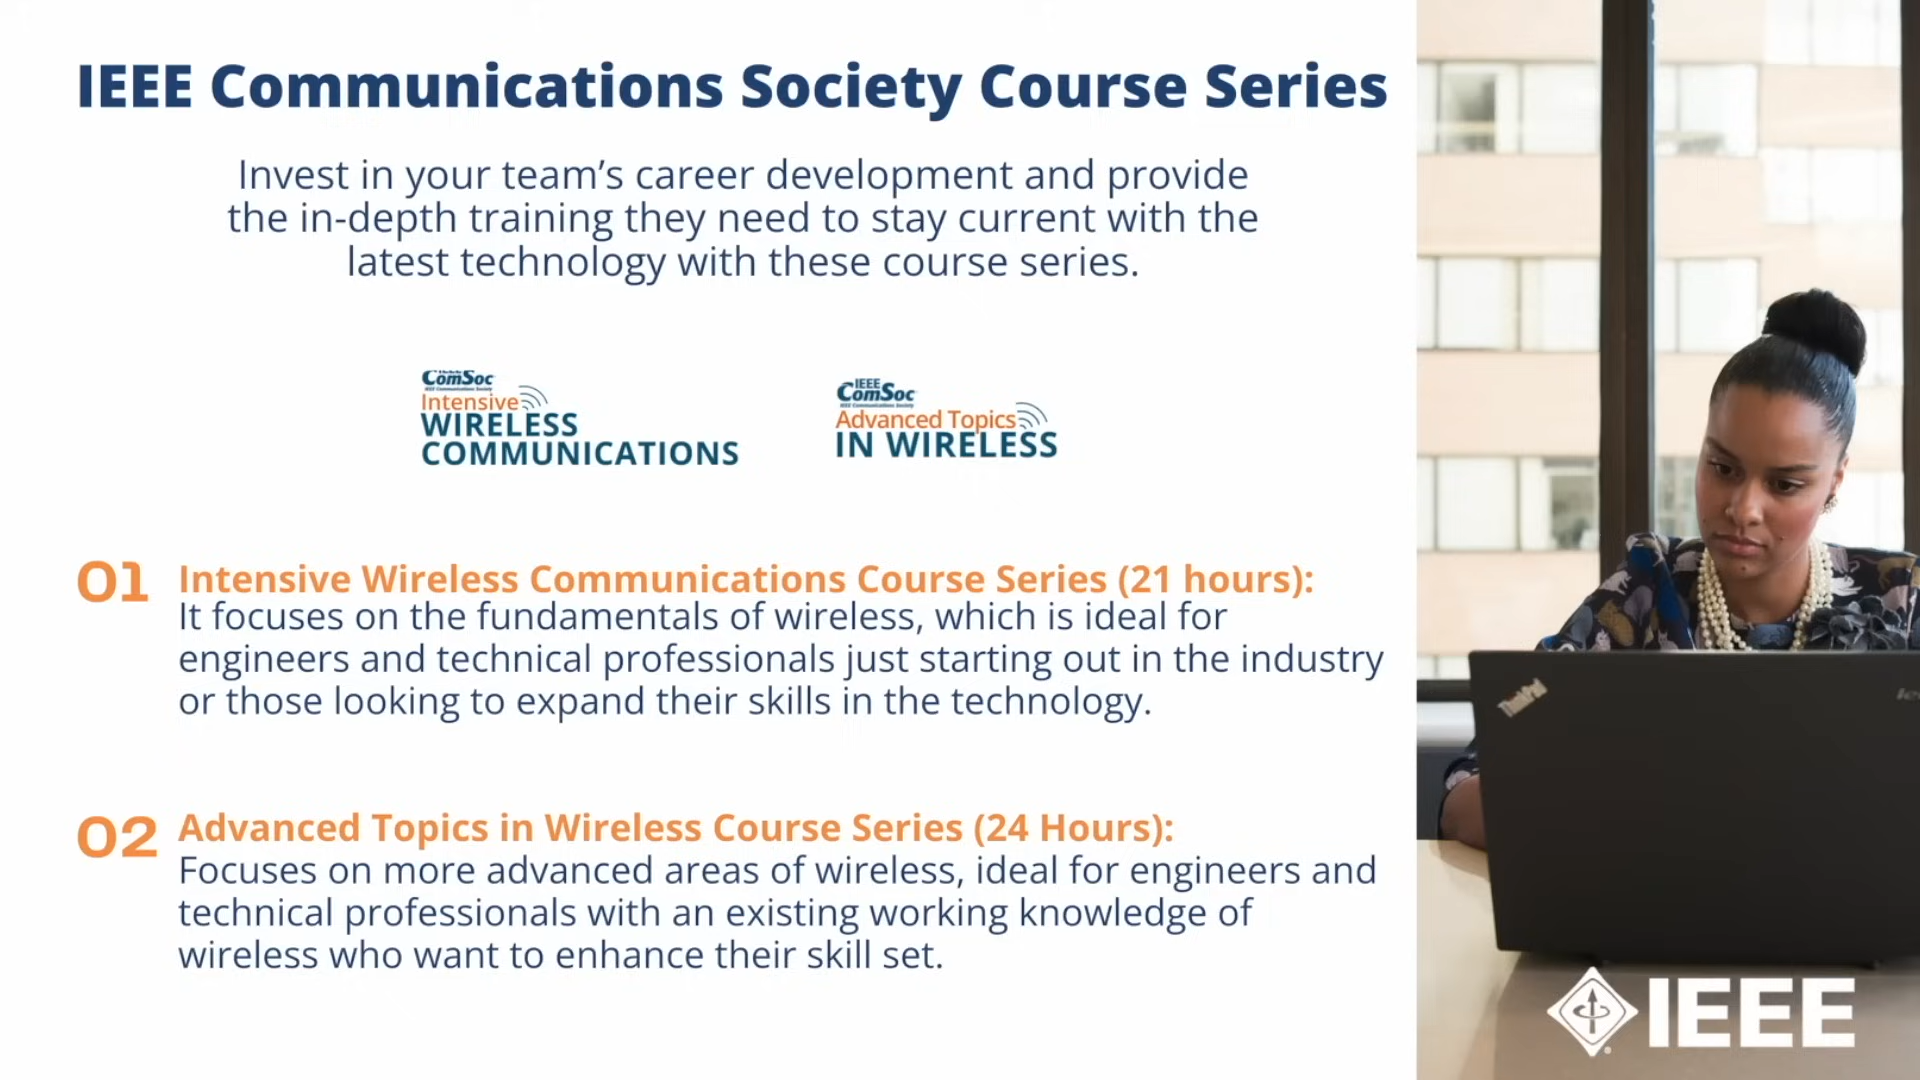 IEEE Communications Society Course Series
Invest in your team’s career development and provide
the in-depth training they need to stay current with the
latest technology with these course series.
ComSoc
IEEE Communications Society
Intensive
WIRELESS
COMMUNICATIONS
IEEE
ComSoc
IEEE Communications Society
Advanced Topics
IN WIRELESS
01
Intensive Wireless Communications Course Series (21 hours):
It focuses on the fundamentals of wireless, which is ideal for
engineers and technical professionals just starting out in the industry
or those looking to expand their skills in the technology.
02
Advanced Topics in Wireless Course Series (24 Hours):
Focuses on more advanced areas of wireless, ideal for engineers and
technical professionals with an existing working knowledge of
wireless who want to enhance their skill set.
ThinkPad
IEEE